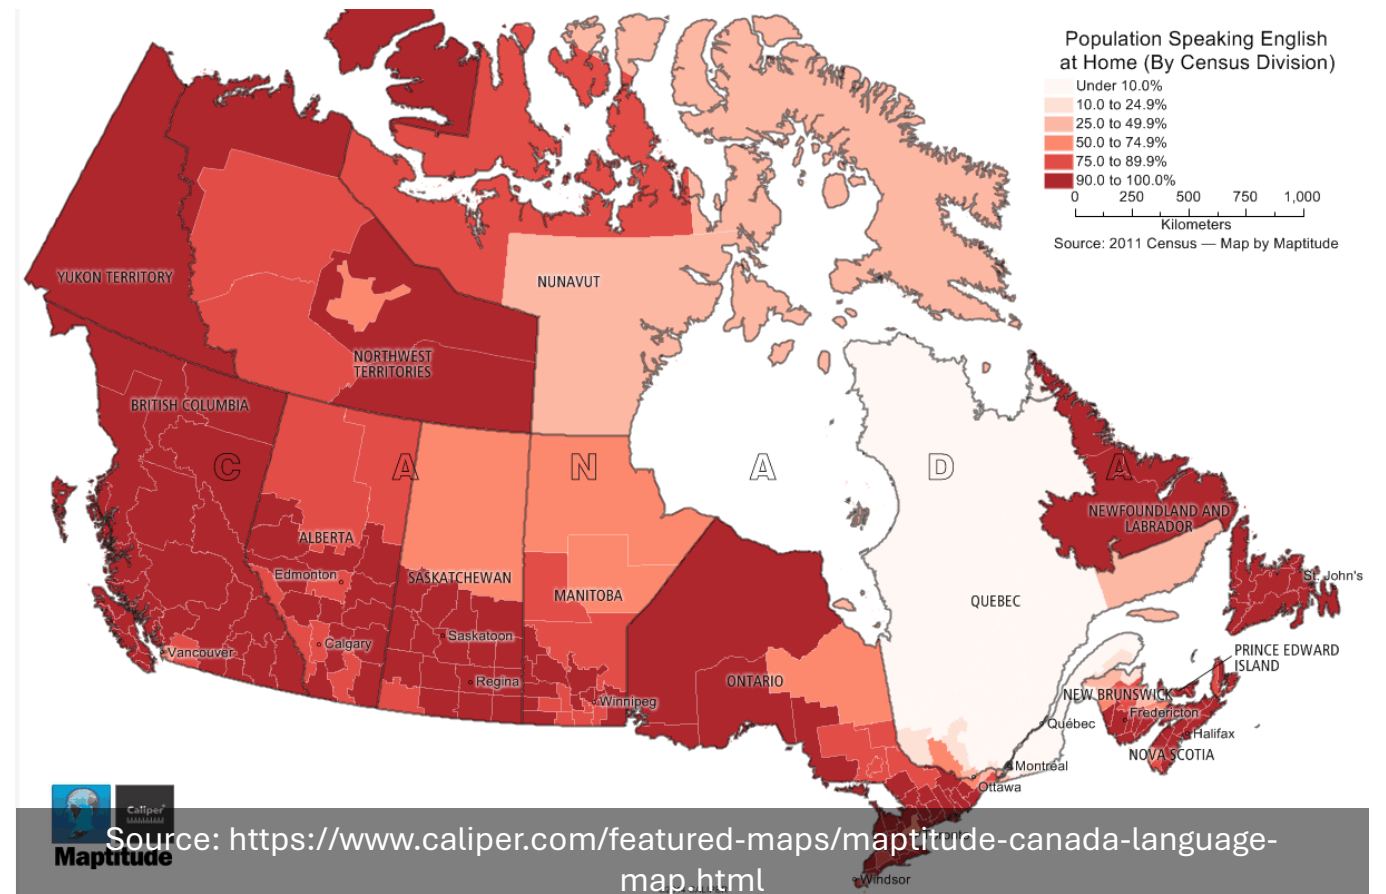 Population Speaking English
at Home (By Census Division)
Under 10.0%
10.0 to 24.9%
25.0 to 49.9%
50.0 to 74.9%
75.0 to 89.9%
90.0 to 100.0%
0 250 500 750 1,000
Kilometers
Source: 2011 Census — Map by Maptitude
YUKON TERRITORY
NUNAVUT
NORTHWEST
TERRITORIES
BRITISH COLUMBIA
C A N A D A
NEWFOUNDLAND AND
LABRADOR
ALBERTA
Edmonton
SASKATCHEWAN
St. John's
MANITOBA
QUEBEC
Saskatoon
Calgary
Vancouver
PRINCE EDWARD
ISLAND
Regina
ONTARIO
NEW BRUNSWICK
Winnipeg
Fredericton
Québec
Halifax
NOVA SCOTIA
Montréal
Ottawa
Caliper
Maptitude
Source: https://www.caliper.com/featured-maps/maptitude-canada-language-
map.html
Windsor